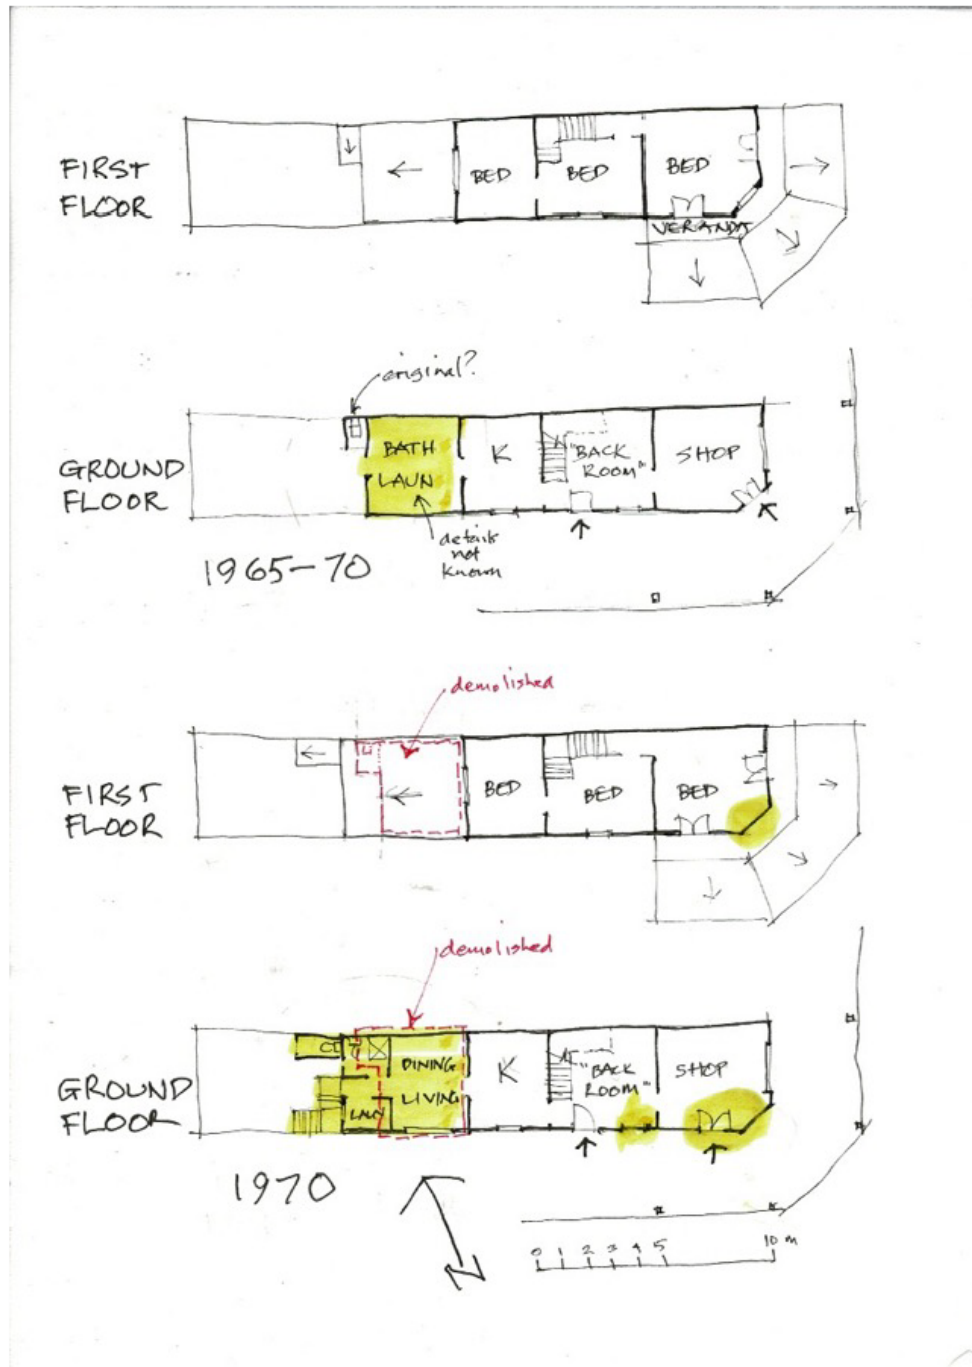 FIRST
FLOOR
BED
BED
BED
VERANDA
original?
GROUND
FLOOR
BATH
LAUN
K
"BACK
ROOM"
SHOP
details
not
known
1965-70
demolished
FIRST
FLOOR
BED
BED
BED
demolished
GROUND
FLOOR
DINING
LIVING
LAUN
K
"BACK
ROOM"
SHOP
1970
N
0 1 2 3 4 5 10 m